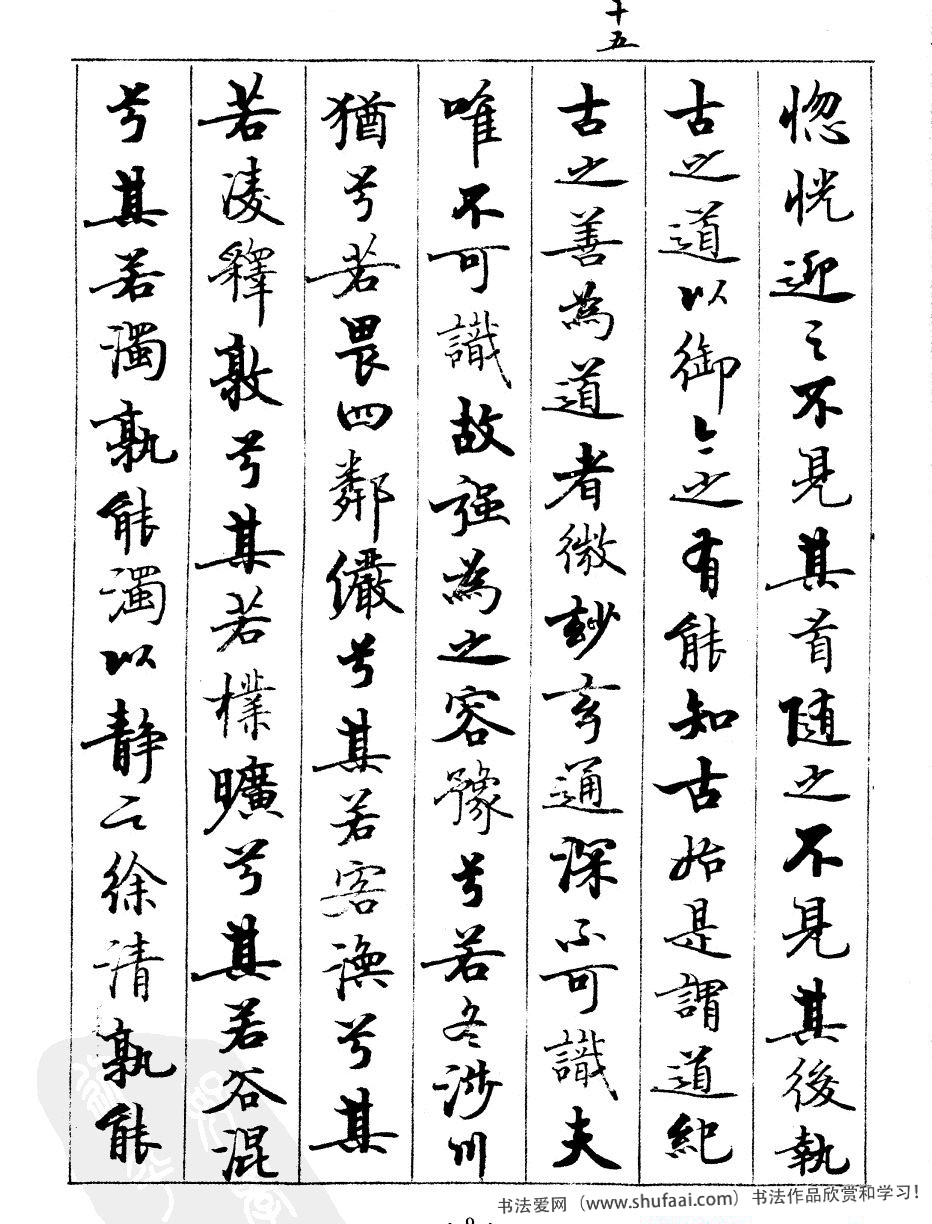 十五
惚恍迎之不見其首随之不見其後執
古之道以御今之有能知古始是謂道紀
古之善為道者微妙玄通深不可識夫
唯不可識故强為之容豫兮若冬涉川
猶兮若畏四鄰儼兮其若客渙兮其
若凌釋敦兮其若樸曠兮其若谷混
兮其若濁孰能濁以静之徐清孰能
书法爱网（www.shufaai.com）书法作品欣赏和学习！